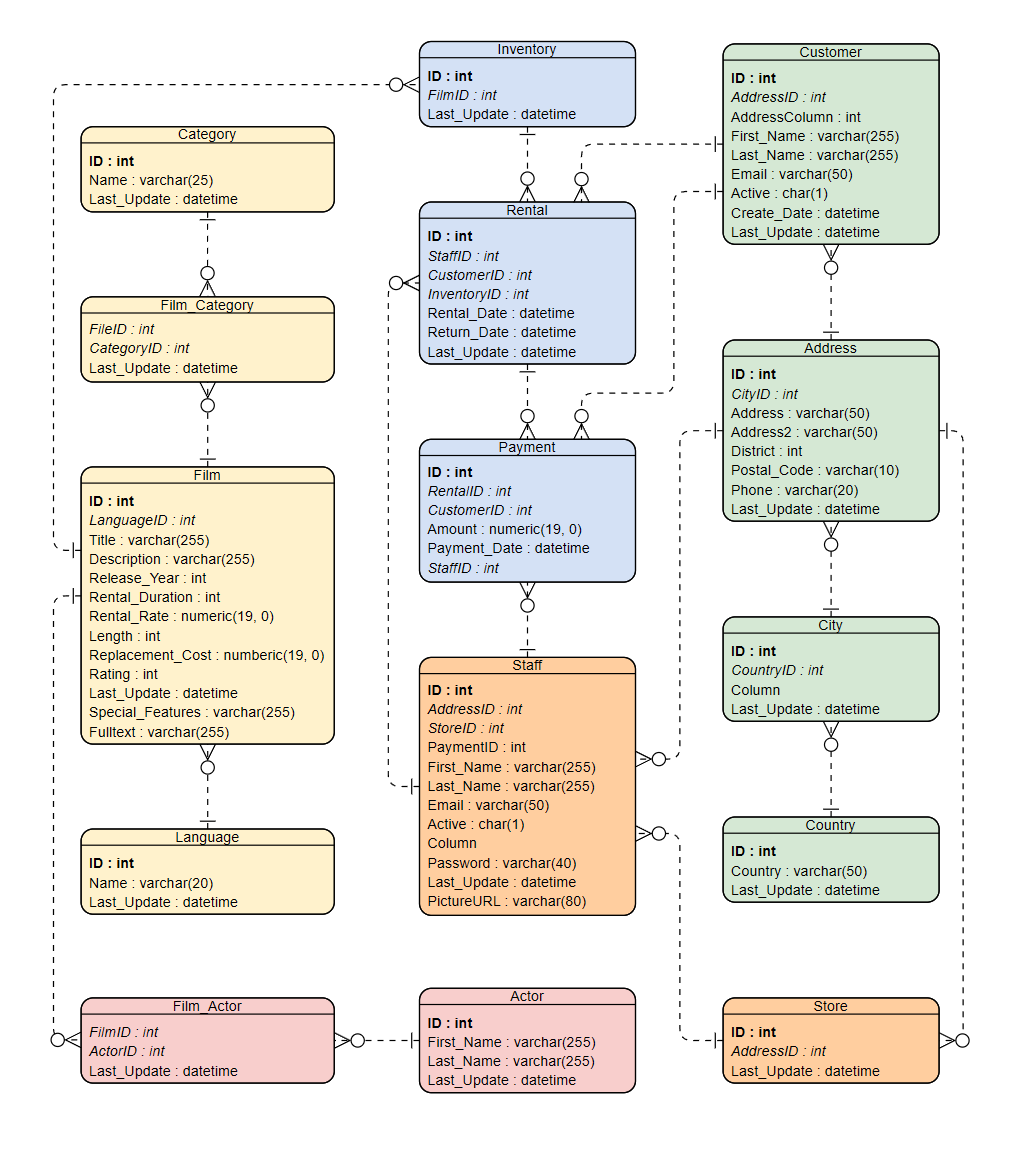 Inventory
ID : int
FilmID : int
Last_Update : datetime
Customer
ID : int
AddressID : int
AddressColumn : int
First_Name : varchar(255)
Last_Name : varchar(255)
Email : varchar(50)
Active : char(1)
Create_Date : datetime
Last_Update : datetime
Category
ID : int
Name : varchar(25)
Last_Update : datetime
Rental
ID : int
StaffID : int
CustomerID : int
InventoryID : int
Rental_Date : datetime
Return_Date : datetime
Last_Update : datetime
Film_Category
FileID : int
CategoryID : int
Last_Update : datetime
Address
ID : int
CityID : int
Address : varchar(50)
Address2 : varchar(50)
District : int
Postal_Code : varchar(10)
Phone : varchar(20)
Last_Update : datetime
Payment
ID : int
RentalID : int
CustomerID : int
Amount : numeric(19, 0)
Payment_Date : datetime
StaffID : int
Film
ID : int
LanguageID : int
Title : varchar(255)
Description : varchar(255)
Release_Year : int
Rental_Duration : int
Rental_Rate : numeric(19, 0)
Length : int
Replacement_Cost : numberic(19, 0)
Rating : int
Last_Update : datetime
Special_Features : varchar(255)
Fulltext : varchar(255)
City
ID : int
CountryID : int
Column
Last_Update : datetime
Staff
ID : int
AddressID : int
StoreID : int
PaymentID : int
First_Name : varchar(255)
Last_Name : varchar(255)
Email : varchar(50)
Active : char(1)
Column
Password : varchar(40)
Last_Update : datetime
PictureURL : varchar(80)
Language
ID : int
Name : varchar(20)
Last_Update : datetime
Country
ID : int
Country : varchar(50)
Last_Update : datetime
Film_Actor
FilmID : int
ActorID : int
Last_Update : datetime
Actor
ID : int
First_Name : varchar(255)
Last_Name : varchar(255)
Last_Update : datetime
Store
ID : int
AddressID : int
Last_Update : datetime